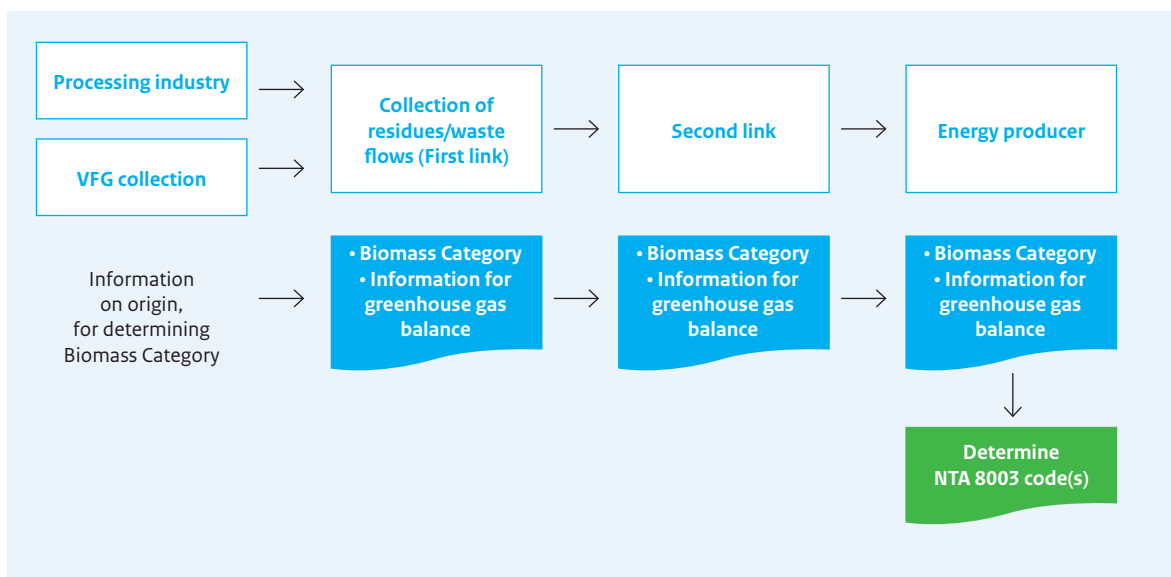 Processing industry
VFG collection
Collection of
residues/waste
flows (First link)
Second link
Energy producer
Information
on origin,
for determining
Biomass Category
• Biomass Category
• Information for
greenhouse gas
balance
• Biomass Category
• Information for
greenhouse gas
balance
• Biomass Category
• Information for
greenhouse gas
balance
Determine
NTA 8003 code(s)